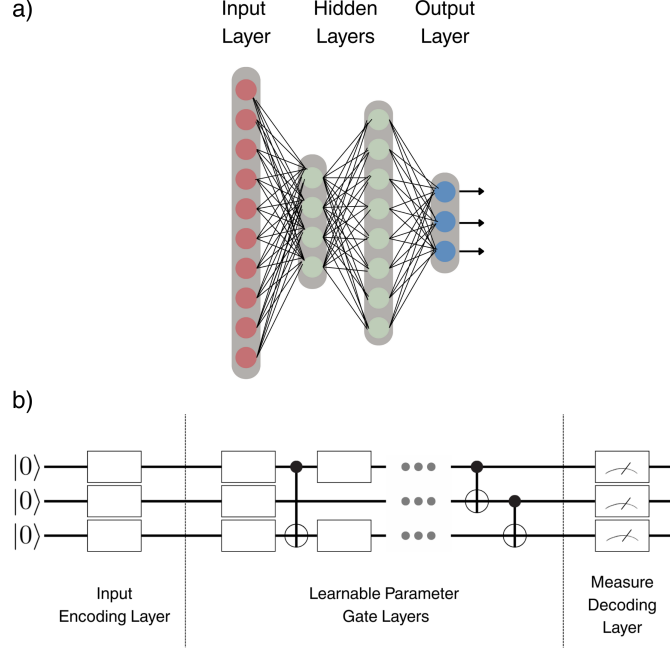 a)
Input Layer
Hidden Layers
Output Layer
b)
|0⟩
|0⟩
|0⟩
Input
Encoding Layer
Learnable Parameter
Gate Layers
Measure
Decoding
Layer